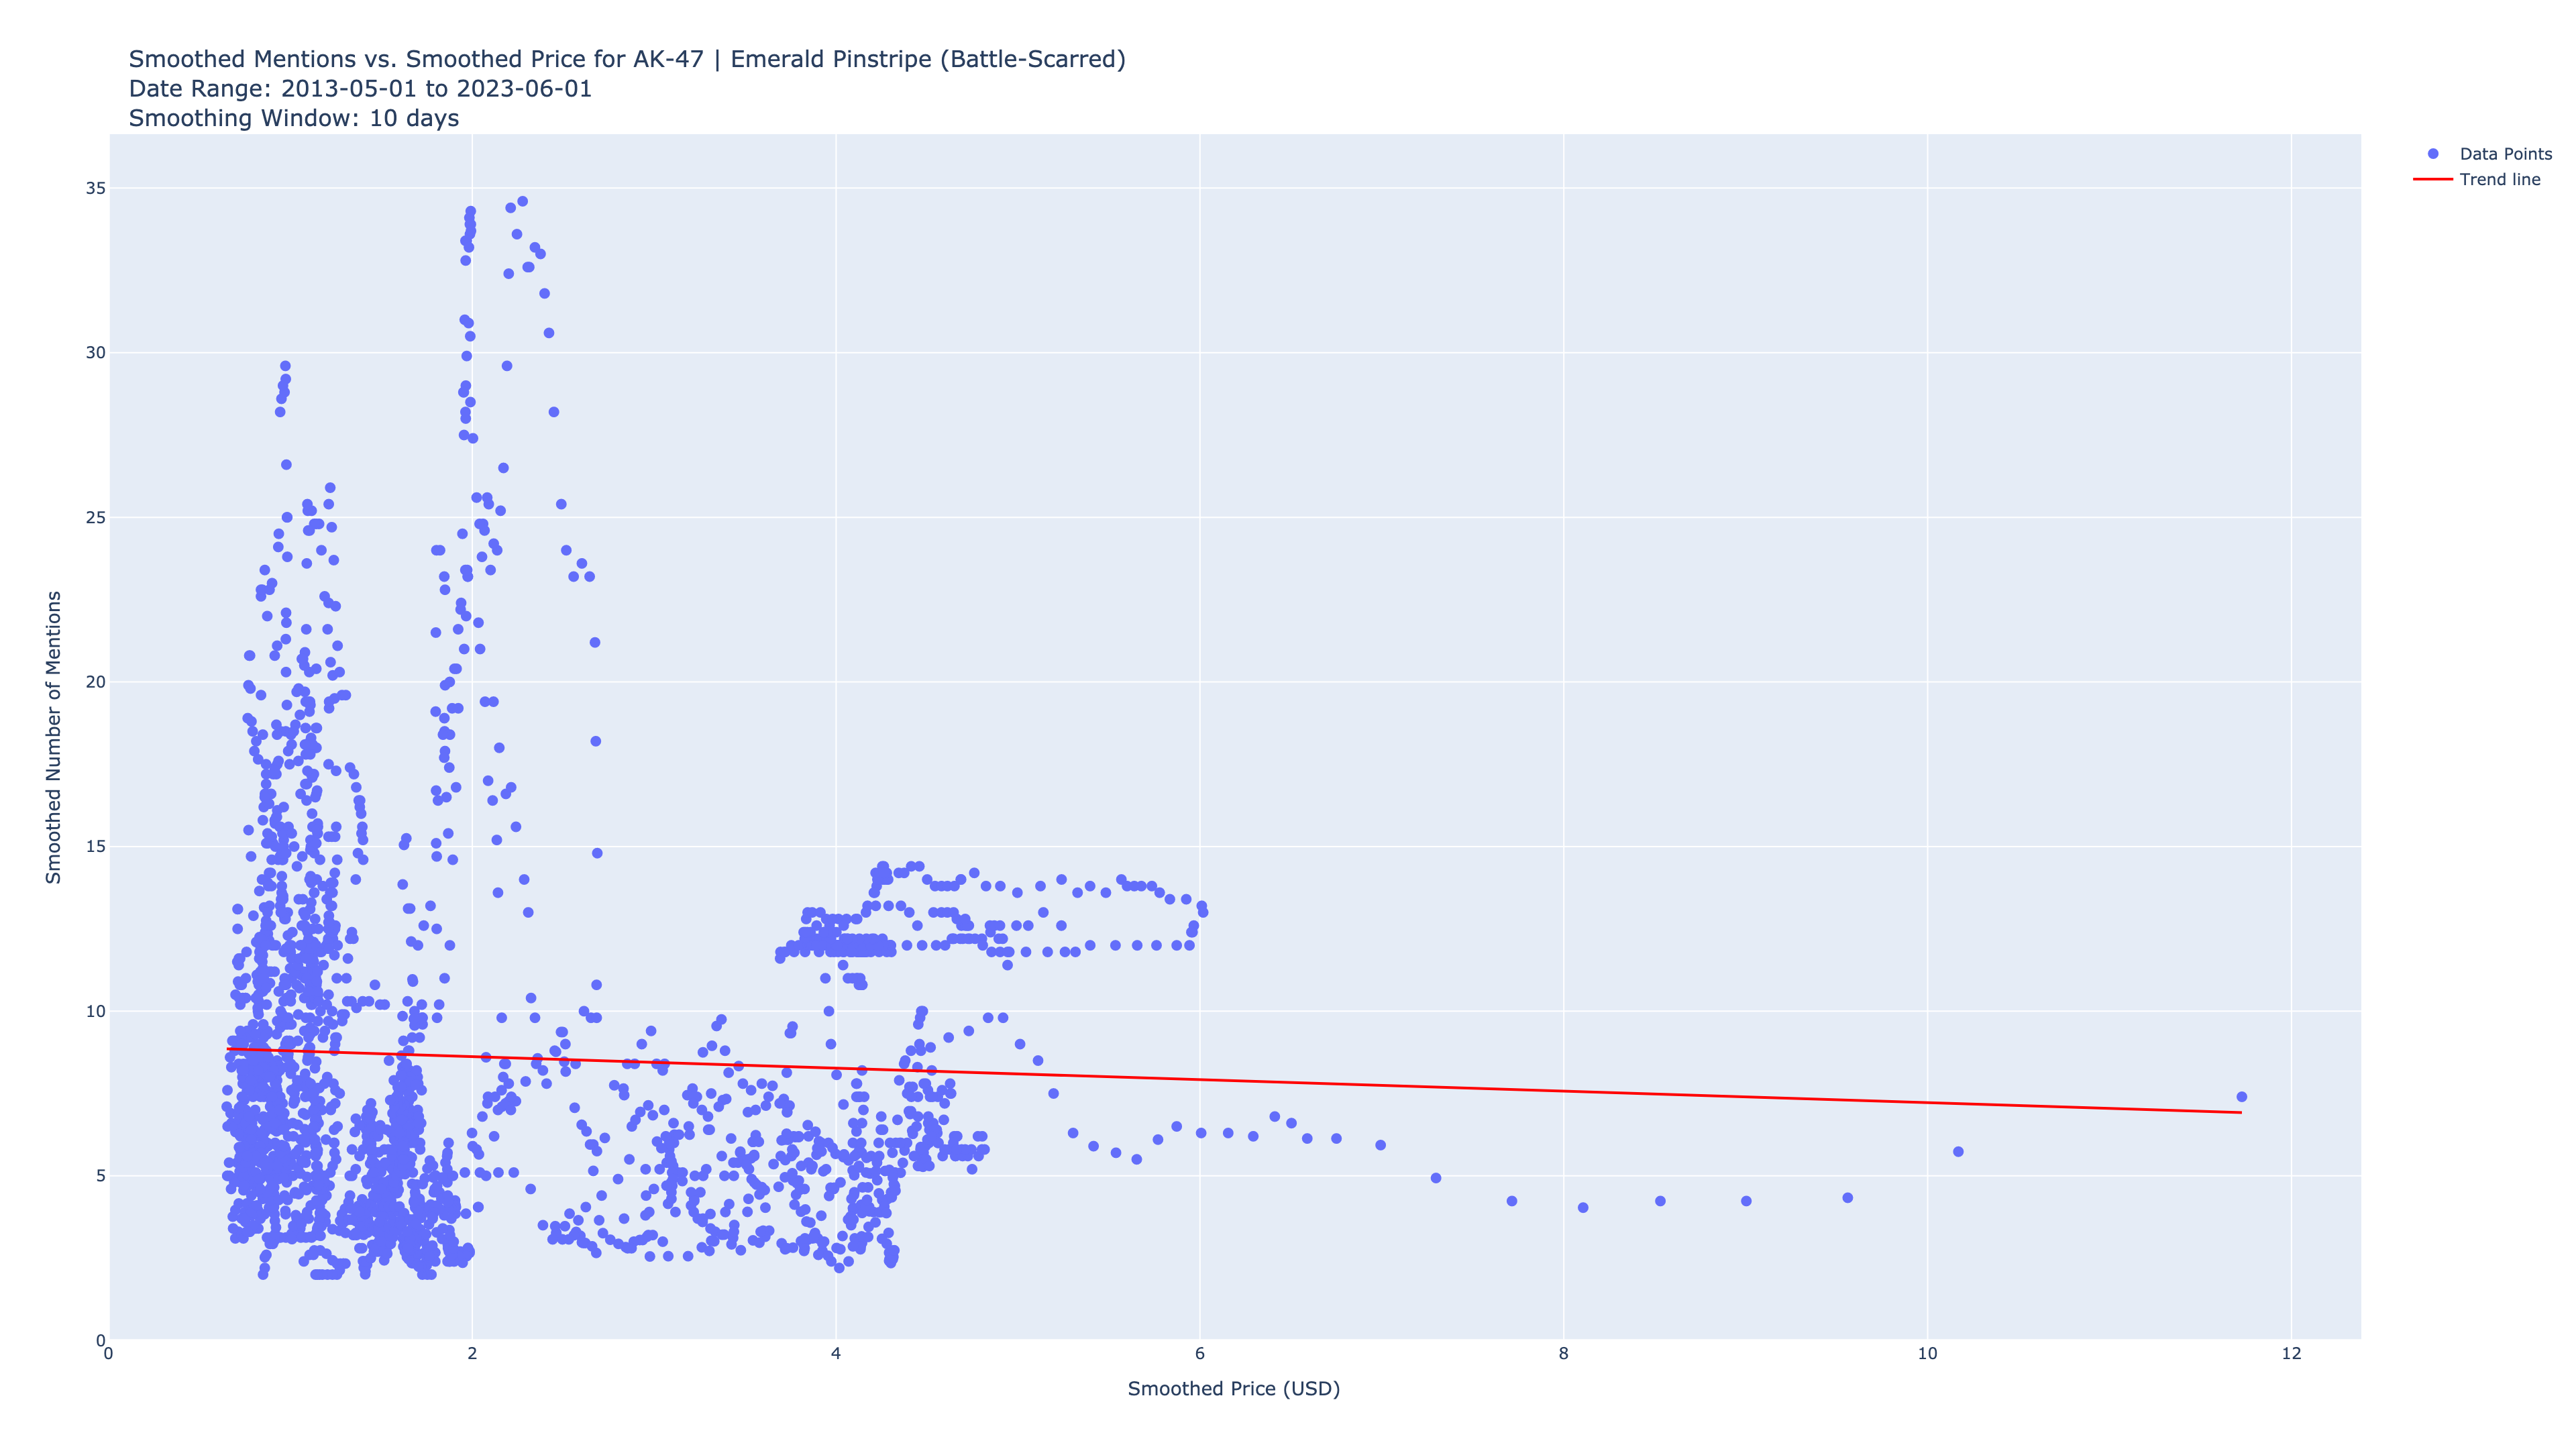 Smoothed Mentions vs. Smoothed Price for AK-47 | Emerald Pinstripe (Battle-Scarred)
Date Range: 2013-05-01 to 2023-06-01
Smoothing Window: 10 days
Data Points
Trend line
35
30
25
20
15
10
5
0
Smoothed Number of Mentions
0 2 4 6 8 10 12
Smoothed Price (USD)